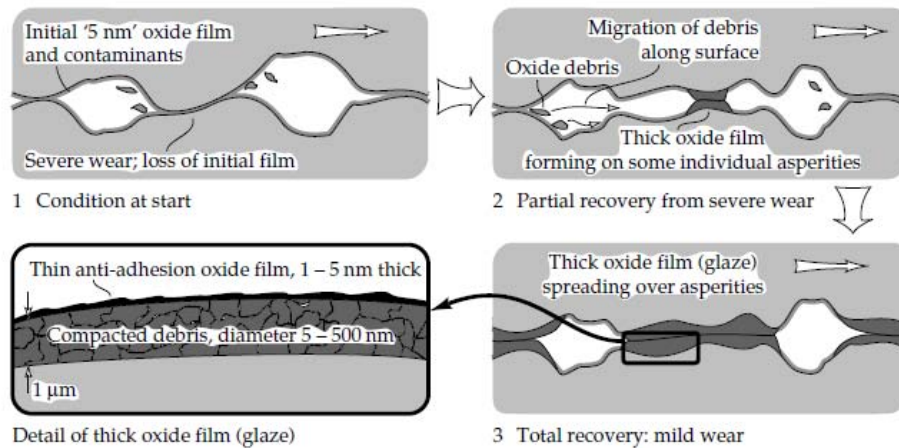 Initial ‘5 nm’ oxide film
and contaminants
Severe wear; loss of initial film
1 Condition at start
Migration of debris
along surface
Oxide debris
Thick oxide film
forming on some individual asperities
2 Partial recovery from severe wear
Thin anti-adhesion oxide film, 1 – 5 nm thick
Compacted debris, diameter 5 – 500 nm
1 μm
Detail of thick oxide film (glaze)
Thick oxide film (glaze)
spreading over asperities
3 Total recovery: mild wear